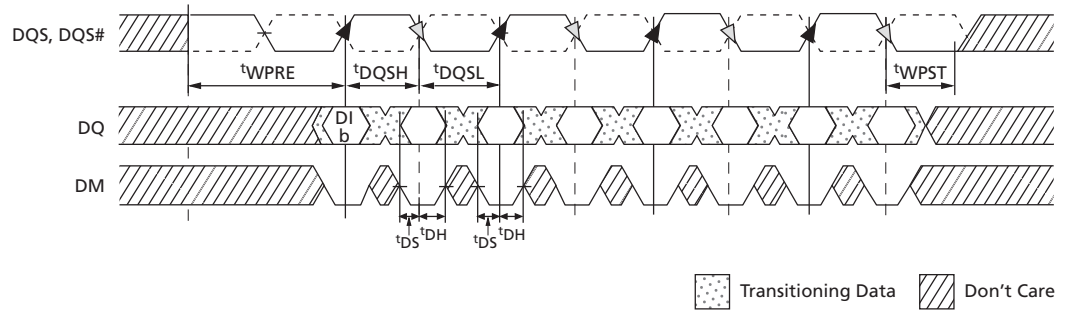 DQS, DQS#
tWPRE tDQSH tDQSL tWPST
DQ
DI
b
DM
tDS tDH tDS tDH
Transitioning Data Don't Care